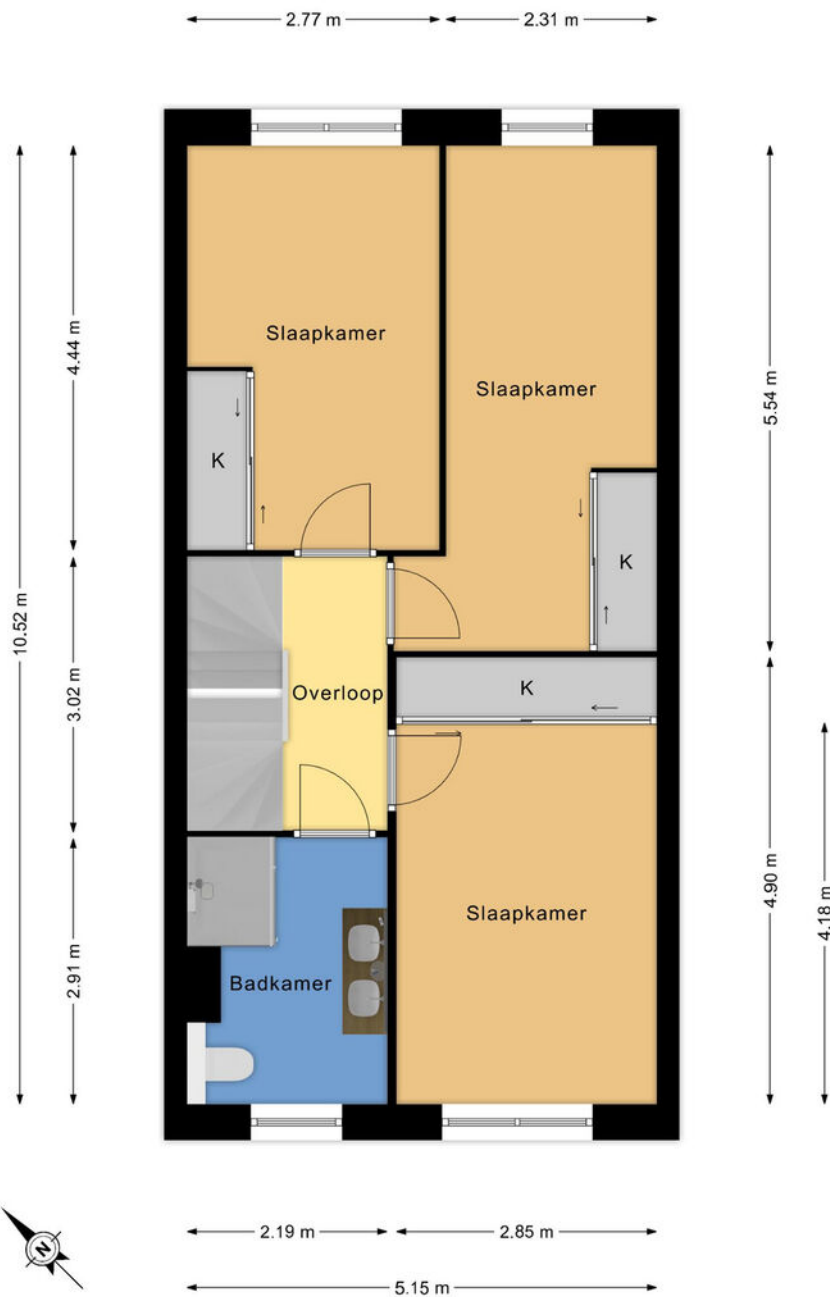 2.77 m
2.31 m
4.44 m
10.52 m
3.02 m
2.91 m
Slaapkamer
Slaapkamer
K
K
Overloop
K
Slaapkamer
Badkamer
5.54 m
4.90 m
4.18 m
N
2.19 m
2.85 m
5.15 m